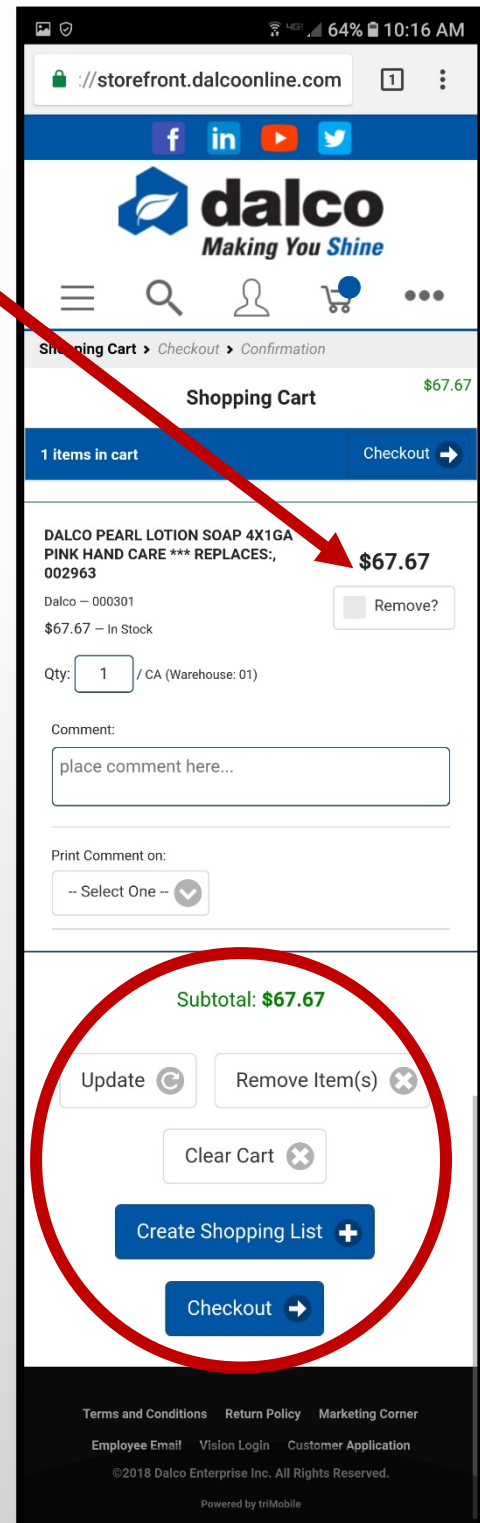 4G 64% 10:16 AM
://storefront.dalcoonline.com 1
f in
dalco
Making You Shine
Shopping Cart > Checkout > Confirmation
Shopping Cart $67.67
1 items in cart Checkout
DALCO PEARL LOTION SOAP 4X1GA
PINK HAND CARE *** REPLACES:,
002963
$67.67
Dalco – 000301
Remove?
$67.67 – In Stock
Qty: 1 / CA (Warehouse: 01)
Comment:
place comment here...
Print Comment on:
-- Select One --
Subtotal: $67.67
Update Remove Item(s)
Clear Cart
Create Shopping List
Checkout
Terms and Conditions Return Policy Marketing Corner
Employee Email Vision Login Customer Application
©2018 Dalco Enterprise Inc. All Rights Reserved.
Powered by triMobile